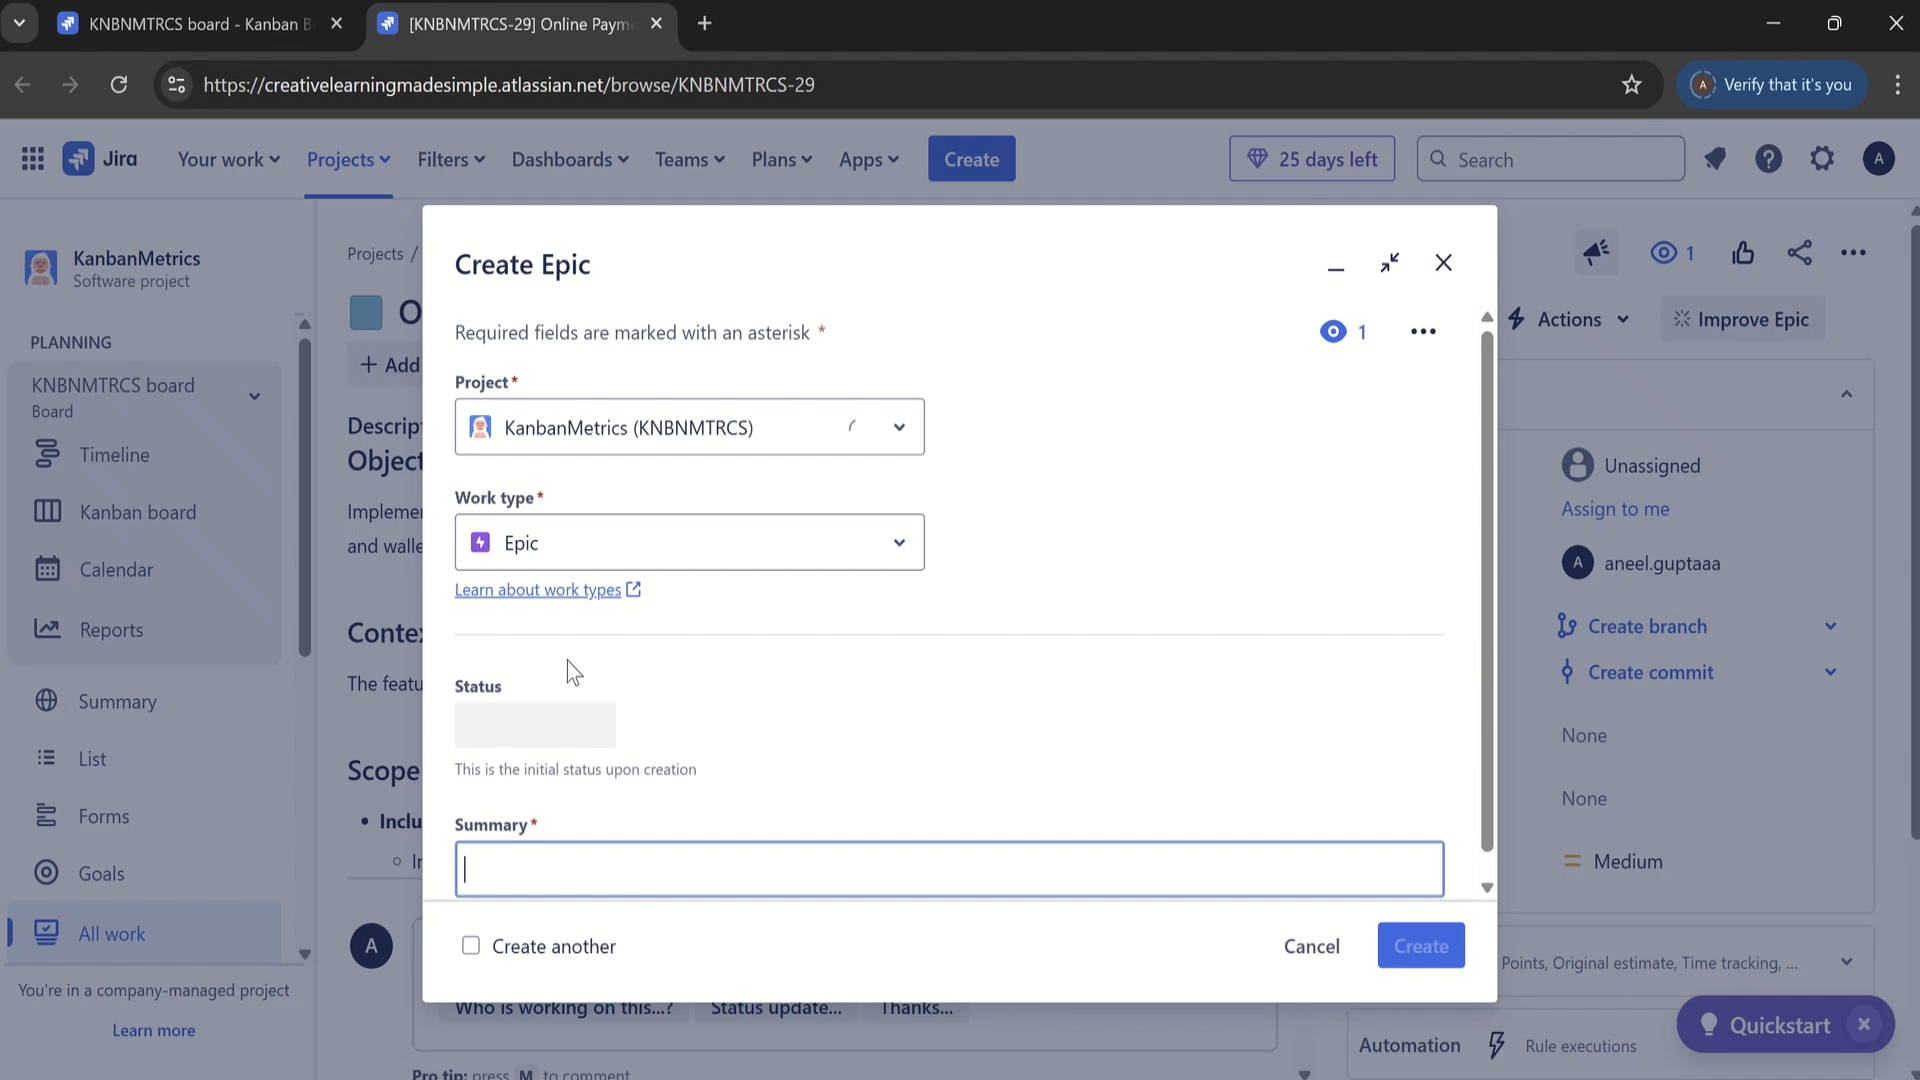 KNBNMTRCS board - Kanban B
[KNBNMTRCS-29] Online Paym
https://creativelearningmadesimple.atlassian.net/browse/KNBNMTRCS-29
A Verify that it's you
Jira Your work Projects Filters Dashboards Teams Plans Apps Create 25 days left Search A
KanbanMetrics
Software project
PLANNING
KNBNMTRCS board
Board
Timeline
Kanban board
Calendar
Reports
Summary
List
Forms
Goals
All work
You're in a company-managed project
Learn more
Projects /
O
+ Add
Descrip
Object
Implemer
and walle
Conte
The featu
Scope
• Inclu
Ir
A
Create Epic
Required fields are marked with an asterisk *
1
Project *
KanbanMetrics (KNBNMTRCS)
Work type *
Epic
Learn about work types
Status
This is the initial status upon creation
Summary *
Create another
Cancel
Create
Who is working on this...? Status update... Thanks...
Pro tip: press M to comment
1
Actions
Improve Epic
Unassigned
Assign to me
A aneel.guptaaa
Create branch
Create commit
None
None
Medium
Points, Original estimate, Time tracking, ...
Quickstart
Automation Rule executions